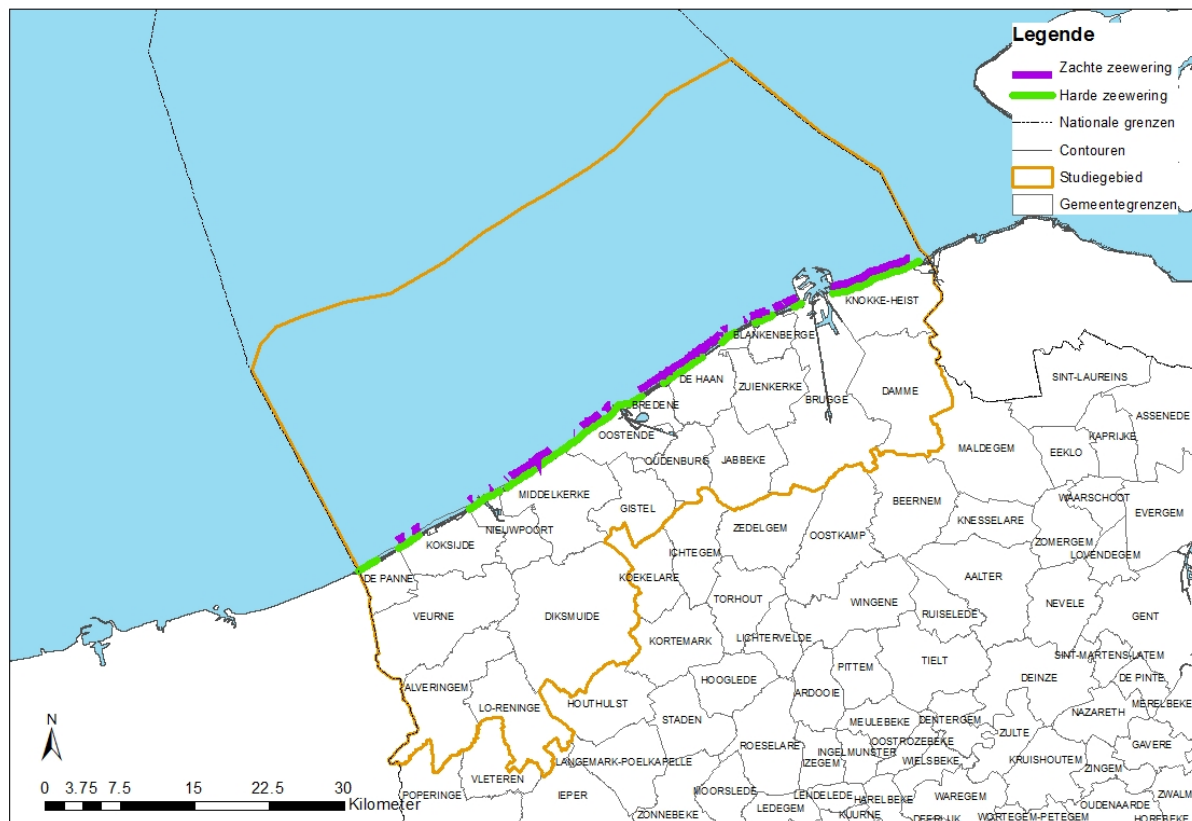 Legende
Zachte zeewering
Harde zeewering
Nationale grenzen
Contouren
Studiegebied
Gemeentegrenzen
KNOKKE-HEIST
BLANKENBERGE
DE HAAN
ZUIENKERKE
BRUGGE
DAMME
SINT-LAUREINS
BREDENE
OOSTENDE
OUDENBURG
JABBEKE
MALDEGEM
ASSENEDE
KAPRIJKE
EEKLO
MIDDELKERKE
GISTEL
BEERNEM
WAARSCHOOT
EVERGEM
NIEUWPOORT
KOKSIJDE
ZEDELGEM
OOSTKAMP
KNESSELARE
ZOMERGEM
LOVENDEGEM
DE PANNE
ICHTEGEM
KOEKELARE
AALTER
VEURNE
DIKSMUIDE
TORHOUT
WINGENE
RUISELEDE
NEVELE
GENT
KORTEMARK
LICHTERVELDE
TIELT
SINT-MARTENS-LATEM
PITTEM
HOOGLEDE
DEINZE
DE PINTE
ALVERINGEM
LO-RENINGE
HOUTHULST
ARDOOIE
STADEN
MEULEBEKE
DENTERGEM
NAZARETH
MERELBEKE
ROESELARE
OOSTROZEBEKE
ZULTE
GAVERE
INGELMUNSTER
IZEGEM
WIELSBEKE
KRUISHOUTEM
ZINGEM
LANGEMARK-POELKAPELLE
VLETEREN
POPERINGE
IEPER
MOORSLEDE
LENDELEDE
HARELBEKE
WAREGEM
ZWALM
OUDENAARDE
LEDEGEM
KUURNE
ZONNEBEKE
DEERLIJK
WORTEGEM-PETEGEM
HOREBEKE
N
0 3.75 7.5 15 22.5 30
Kilometer